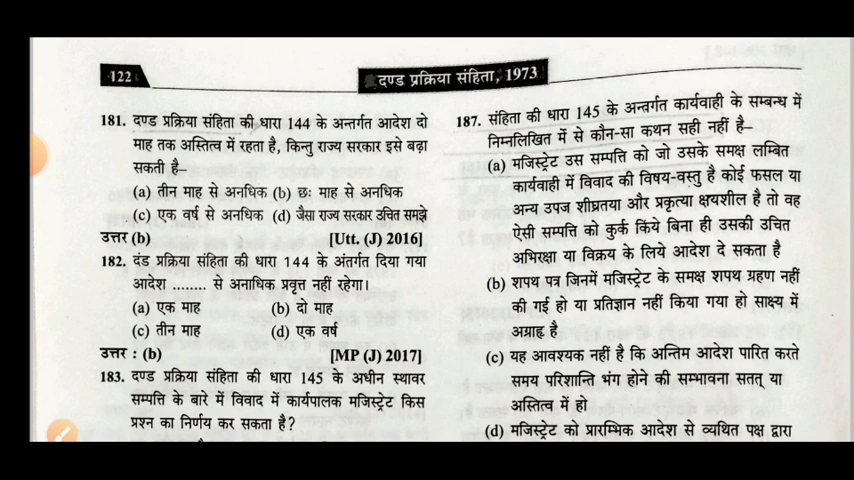 122
दण्ड प्रक्रिया संहिता, 1973
181. दण्ड प्रक्रिया संहिता की धारा 144 के अन्तर्गत आदेश दो
माह तक अस्तित्व में रहता है, किन्तु राज्य सरकार इसे बढ़ा
सकती है–
(a) तीन माह से अनधिक (b) छः माह से अनधिक
(c) एक वर्ष से अनधिक (d) जैसा राज्य सरकार उचित समझे
उत्तर (b) [Utt. (J) 2016]
182. दंड प्रक्रिया संहिता की धारा 144 के अंतर्गत दिया गया
आदेश ........ से अनाधिक प्रवृत्त नहीं रहेगा।
(a) एक माह (b) दो माह
(c) तीन माह (d) एक वर्ष
उत्तर : (b) [MP (J) 2017]
183. दण्ड प्रक्रिया संहिता की धारा 145 के अधीन स्थावर
सम्पत्ति के बारे में विवाद में कार्यपालक मजिस्ट्रेट किस
प्रश्न का निर्णय कर सकता है?
187. संहिता की धारा 145 के अन्तर्गत कार्यवाही के सम्बन्ध में
निम्नलिखित में से कौन-सा कथन सही नहीं है–
(a) मजिस्ट्रेट उस सम्पत्ति को जो उसके समक्ष लम्बित
कार्यवाही में विवाद की विषय-वस्तु है कोई फसल या
अन्य उपज शीघ्रतया और प्रकृत्या क्षयशील है तो वह
ऐसी सम्पत्ति को कुर्क किये बिना ही उसकी उचित
अभिरक्षा या विक्रय के लिये आदेश दे सकता है
(b) शपथ पत्र जिनमें मजिस्ट्रेट के समक्ष शपथ ग्रहण नहीं
की गई हो या प्रतिज्ञान नहीं किया गया हो साक्ष्य में
अग्राह्य है
(c) यह आवश्यक नहीं है कि अन्तिम आदेश पारित करते
समय परिशान्ति भंग होने की सम्भावना सतत् या
अस्तित्व में हो
(d) मजिस्ट्रेट को प्रारम्भिक आदेश से व्यथित पक्ष द्वारा